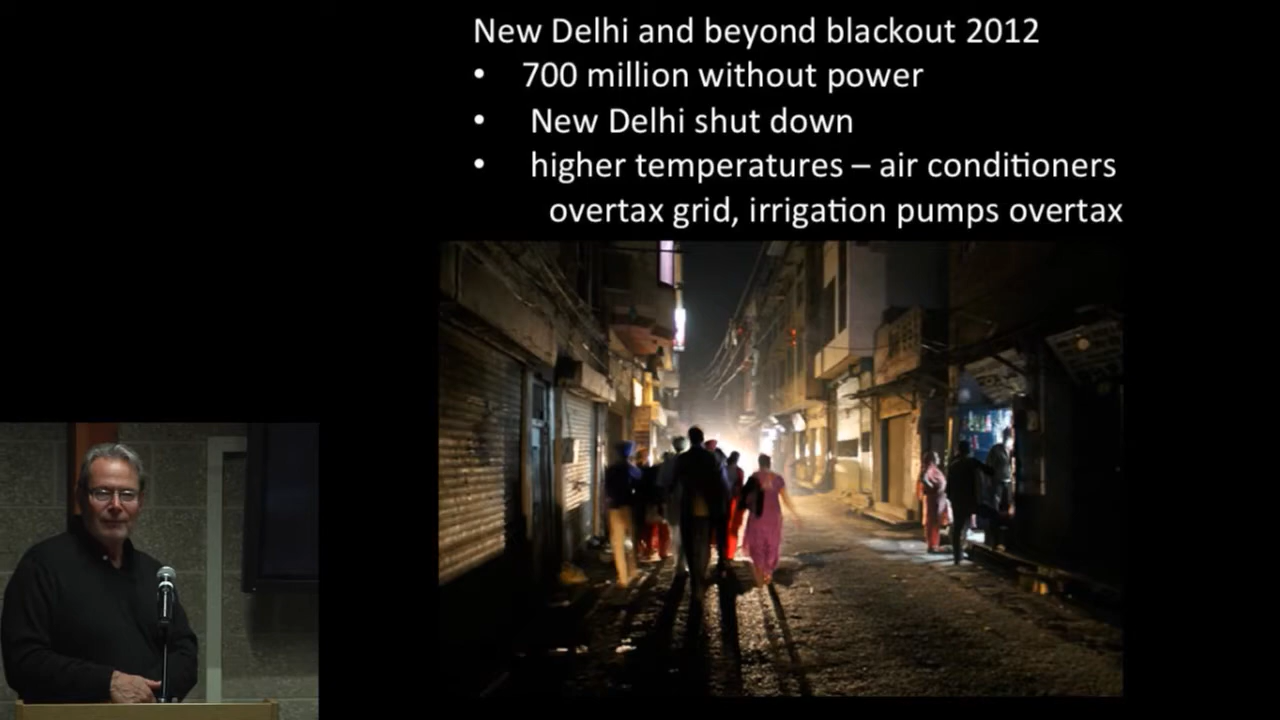 New Delhi and beyond blackout 2012
• 700 million without power
• New Delhi shut down
• higher temperatures – air conditioners
overtax grid, irrigation pumps overtax